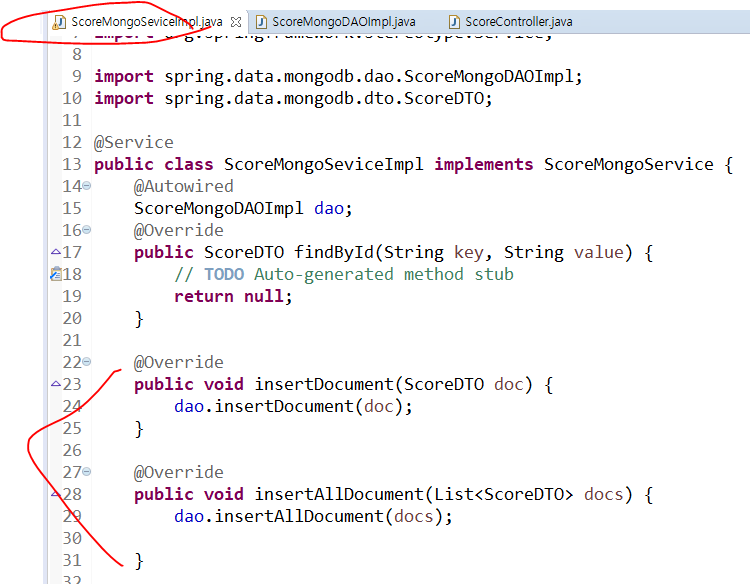 ScoreMongoSeviceImpl.java ScoreMongoDAOImpl.java ScoreController.java
7 import org.springframework.stereotype.Service;
8
9 import spring.data.mongodb.dao.ScoreMongoDAOImpl;
10 import spring.data.mongodb.dto.ScoreDTO;
11
12 @Service
13 public class ScoreMongoSeviceImpl implements ScoreMongoService {
14 @Autowired
15 ScoreMongoDAOImpl dao;
16 @Override
17 public ScoreDTO findById(String key, String value) {
18 // TODO Auto-generated method stub
19 return null;
20 }
21
22 @Override
23 public void insertDocument(ScoreDTO doc) {
24 dao.insertDocument(doc);
25 }
26
27 @Override
28 public void insertAllDocument(List<ScoreDTO> docs) {
29 dao.insertAllDocument(docs);
30
31 }
32